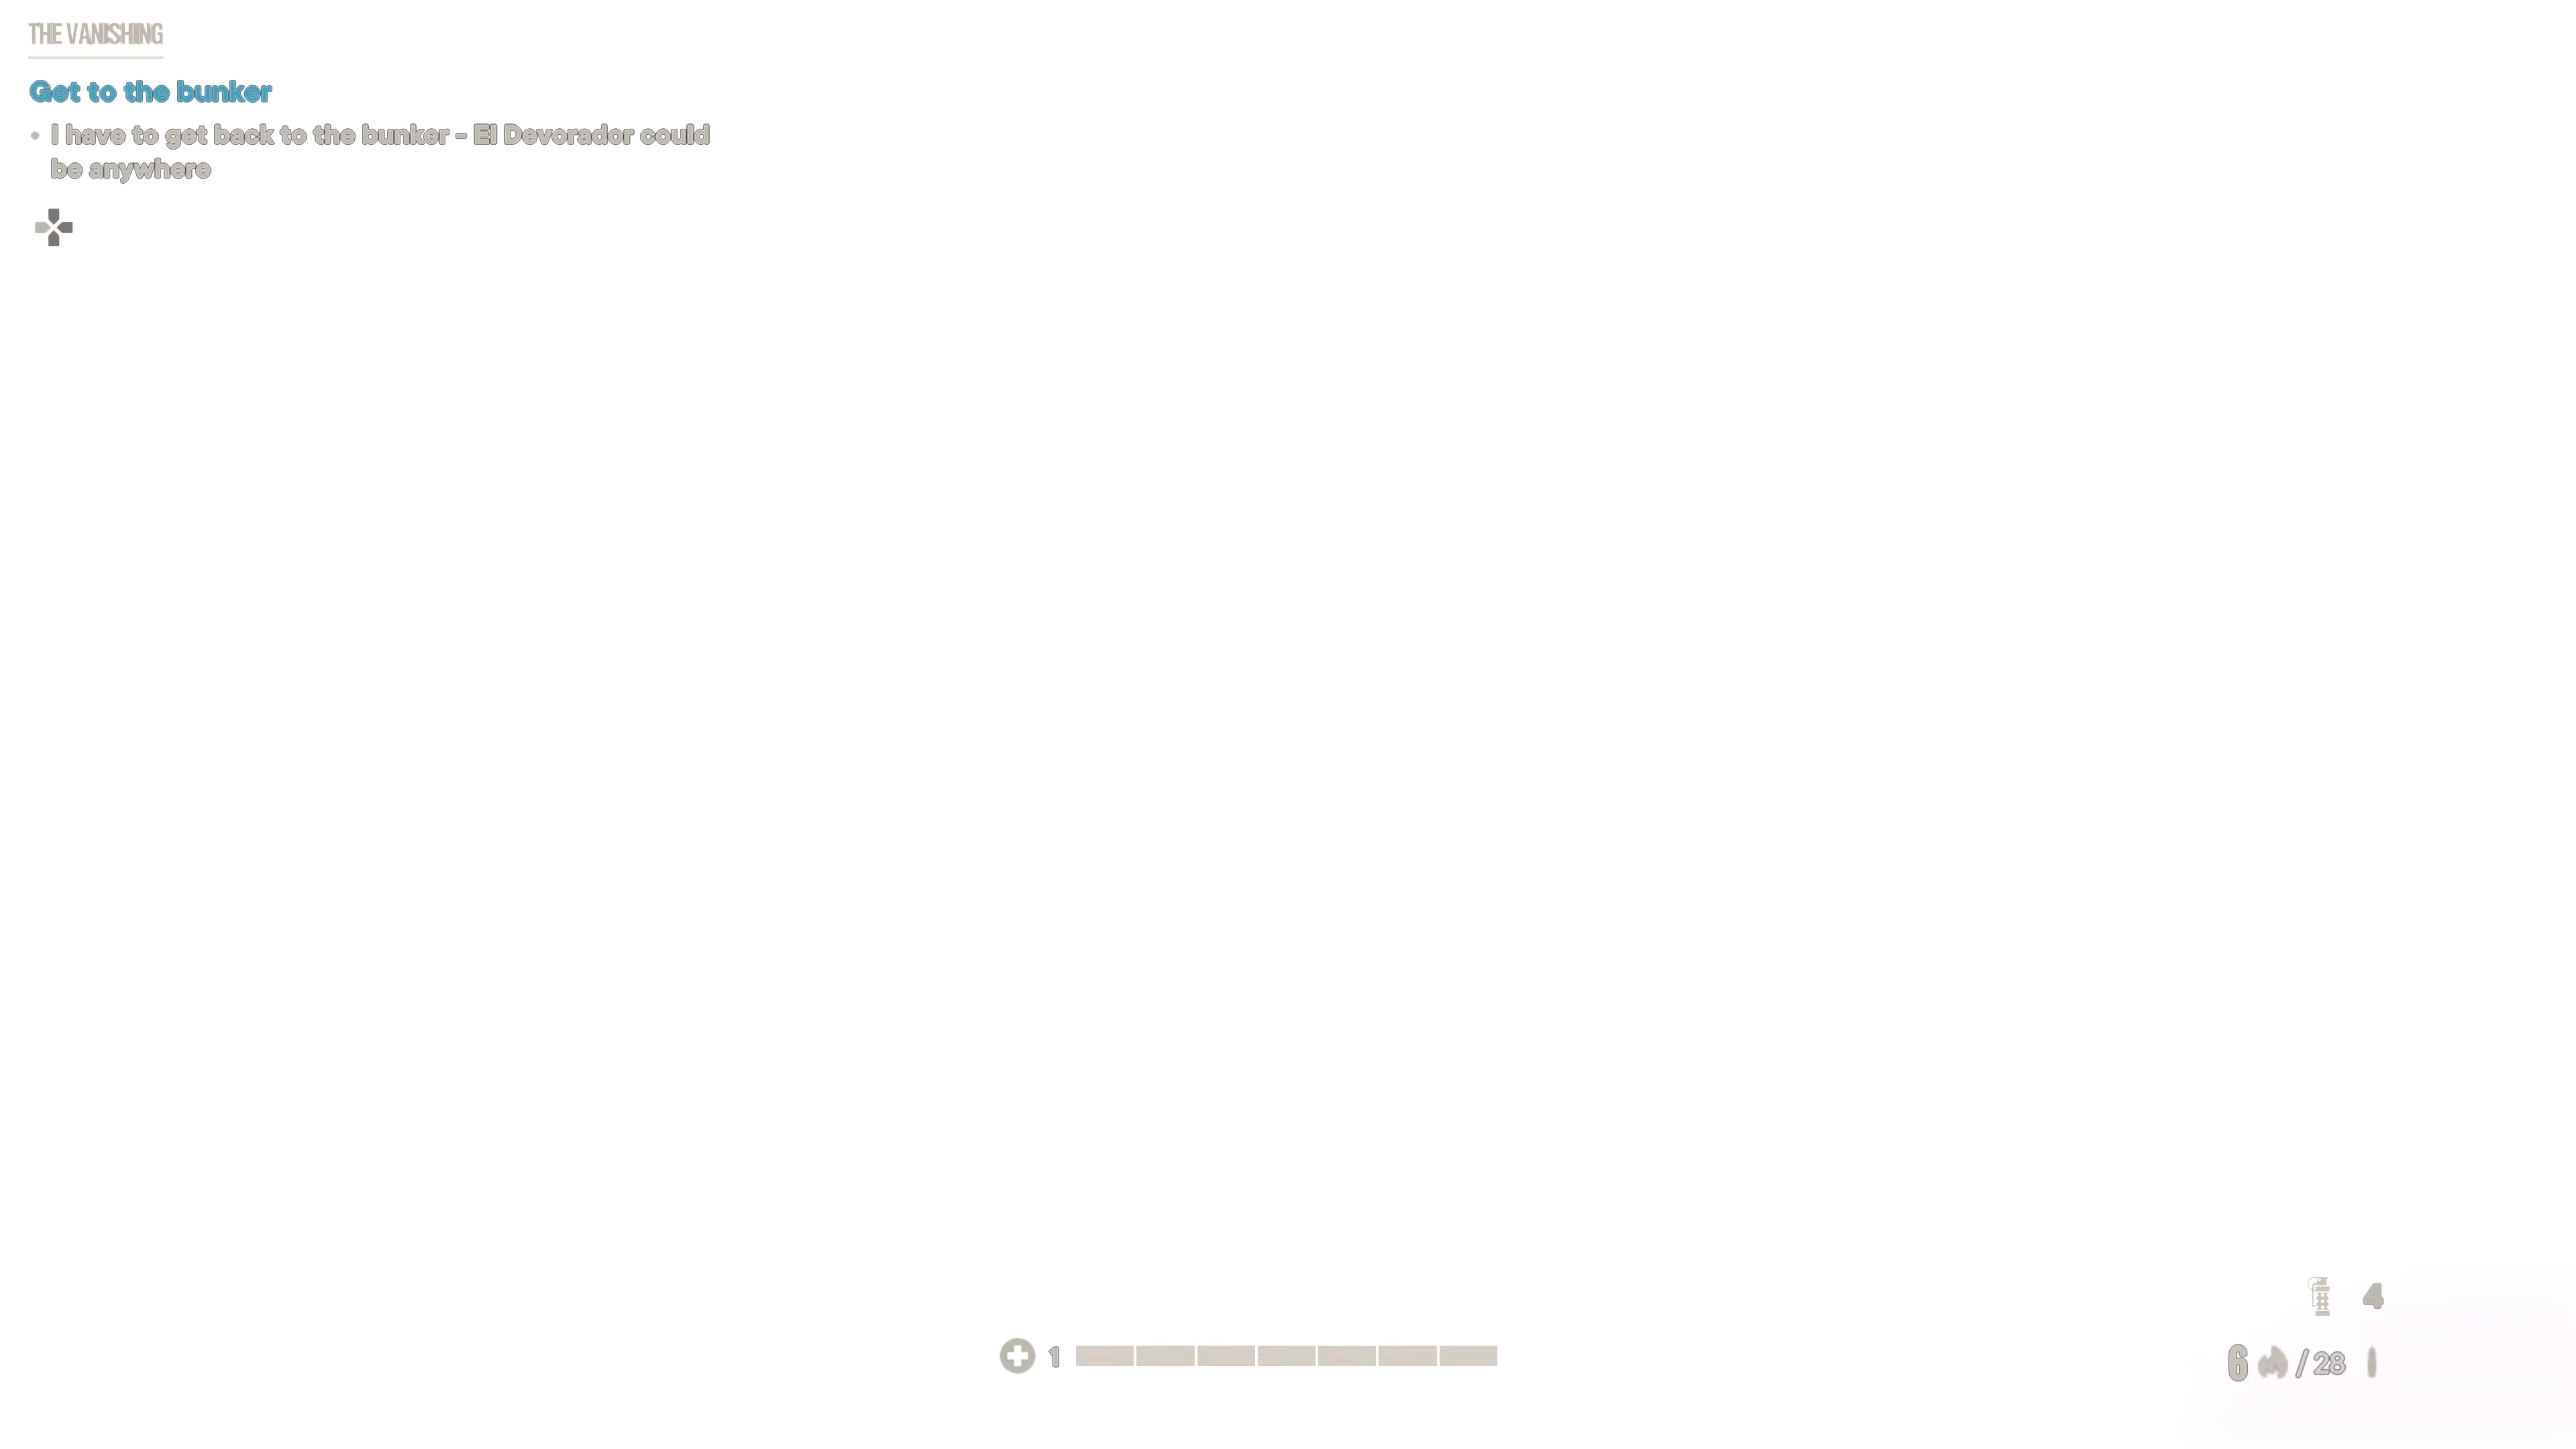 THE VANISHING
Get to the bunker
• I have to get back to the bunker - El Devorador could
be anywhere
4
1
6 / 28